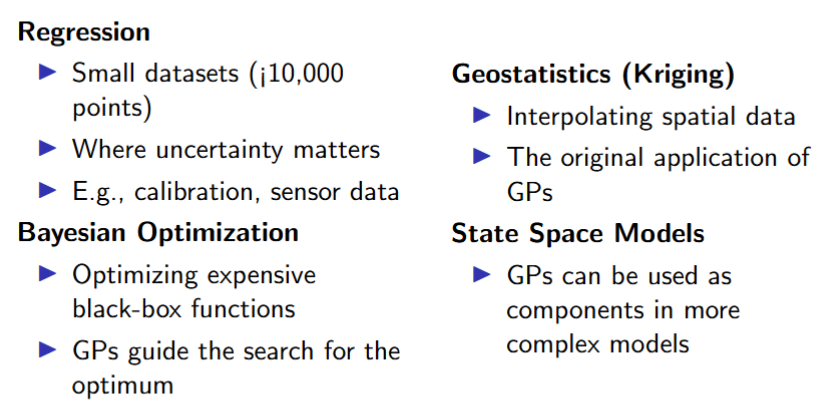 Regression
▶ Small datasets (¡10,000
points)
▶ Where uncertainty matters
▶ E.g., calibration, sensor data
Bayesian Optimization
▶ Optimizing expensive
black-box functions
▶ GPs guide the search for the
optimum
Geostatistics (Kriging)
▶ Interpolating spatial data
▶ The original application of
GPs
State Space Models
▶ GPs can be used as
components in more
complex models